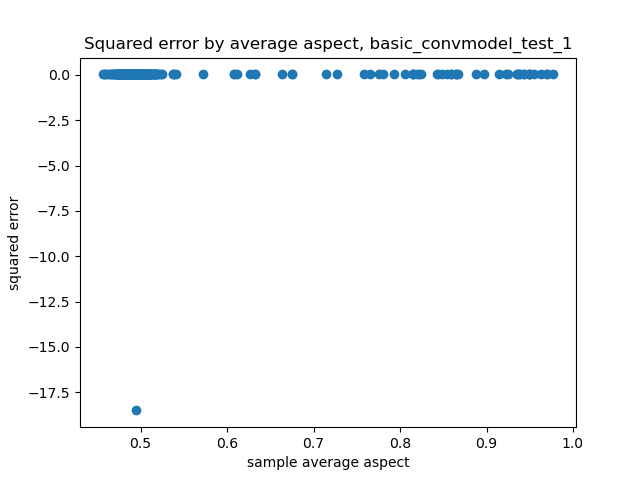 Squared error by average aspect, basic_convmodel_test_1
0.0
−2.5
−5.0
−7.5
−10.0
−12.5
−15.0
−17.5
squared error
0.5 0.6 0.7 0.8 0.9 1.0
sample average aspect